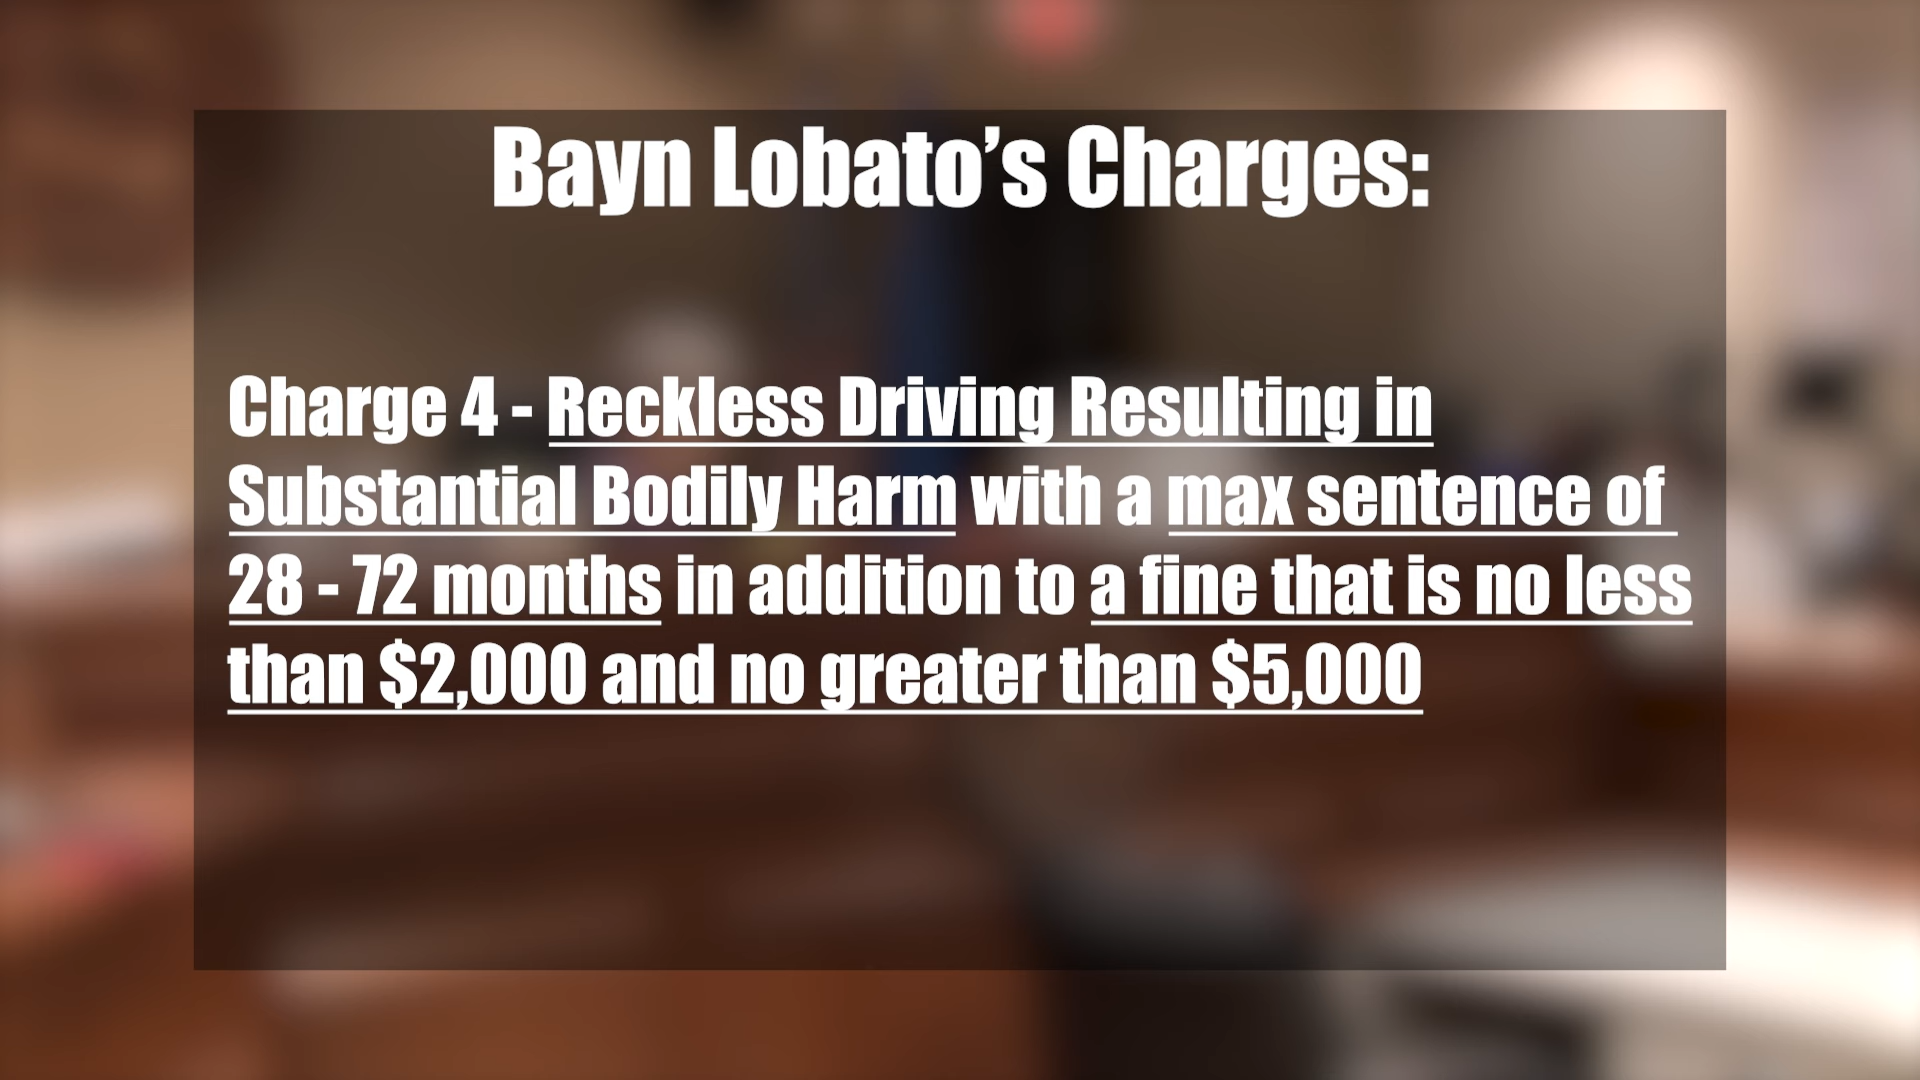 Bayn Lobato’s Charges:
Charge 4 - Reckless Driving Resulting in
Substantial Bodily Harm with a max sentence of
28 - 72 months in addition to a fine that is no less
than $2,000 and no greater than $5,000